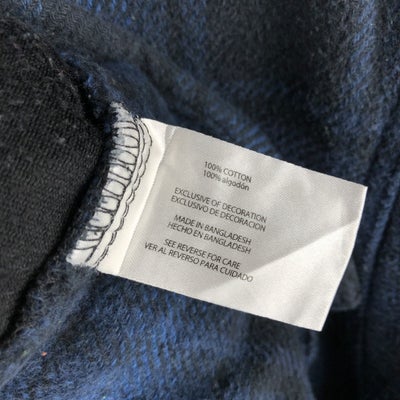 100% COTTON
100% algodón
EXCLUSIVE OF DECORATION
EXCLUSIVO DE DECORACION
MADE IN BANGLADESH
HECHO EN BANGLADESH
SEE REVERSE FOR CARE
VER AL REVERSO PARA CUIDADO